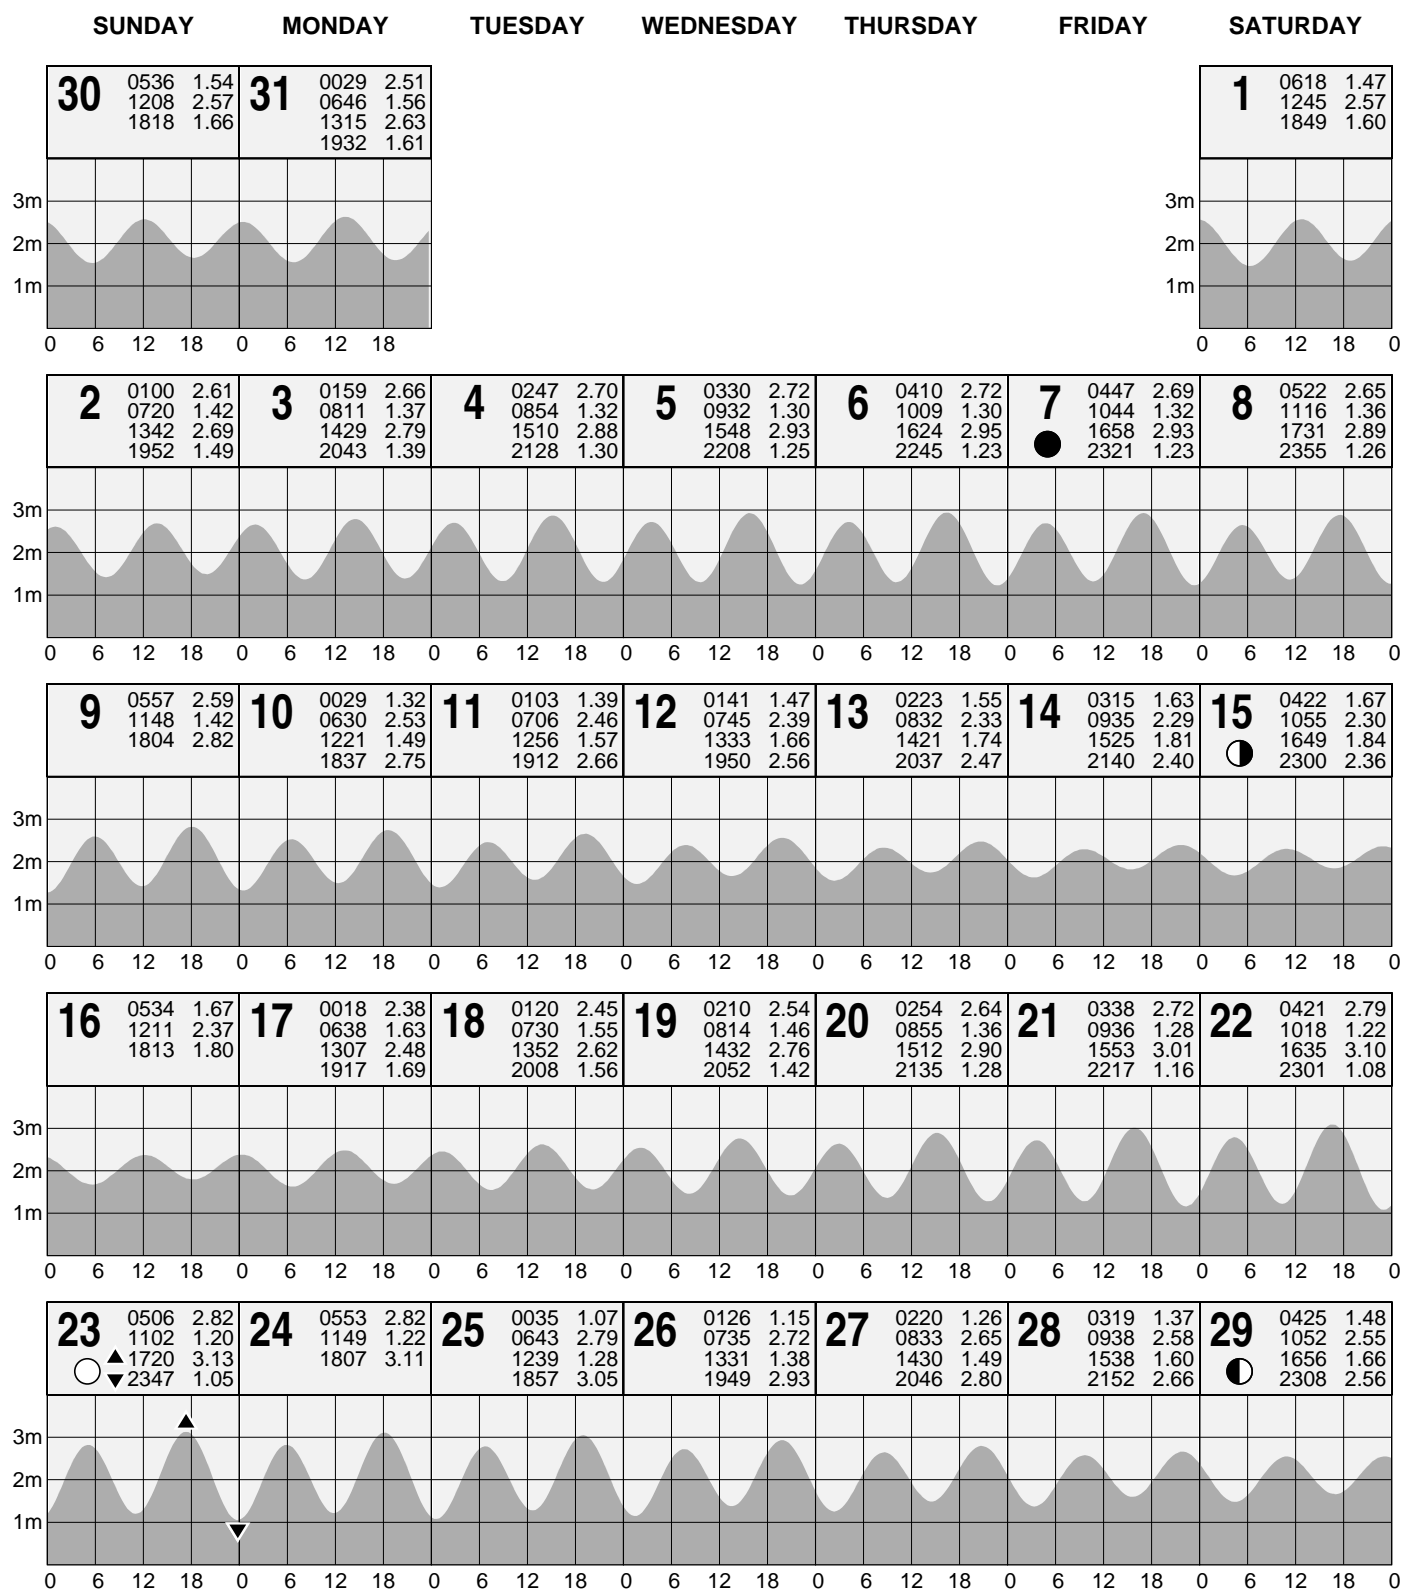 SUNDAY MONDAY TUESDAY WEDNESDAY THURSDAY FRIDAY SATURDAY
30 0536 1.54 31 0029 2.51 1 0618 1.47
1208 2.57 0646 1.56 1245 2.57
1818 1.66 1315 2.63 1849 1.60
1932 1.61
3m 3m
2m 2m
1m 1m
0 6 12 18 0 6 12 18 0 6 12 18 0
2 0100 2.61 3 0159 2.66 4 0247 2.70 5 0330 2.72 6 0410 2.72 7 0447 2.69 8 0522 2.65
0720 1.42 0811 1.37 0854 1.32 0932 1.30 1009 1.30 1044 1.32 1116 1.36
1342 2.69 1429 2.79 1510 2.88 1548 2.93 1624 2.95 1658 2.93 1731 2.89
1952 1.49 2043 1.39 2128 1.30 2208 1.25 2245 1.23 2321 1.23 2355 1.26
3m
2m
1m
0 6 12 18 0 6 12 18 0 6 12 18 0 6 12 18 0 6 12 18 0 6 12 18 0 6 12 18 0
9 0557 2.59 10 0029 1.32 11 0103 1.39 12 0141 1.47 13 0223 1.55 14 0315 1.63 15 0422 1.67
1148 1.42 0630 2.53 0706 2.46 0745 2.39 0832 2.33 0935 2.29 1055 2.30
1804 2.82 1221 1.49 1256 1.57 1333 1.66 1421 1.74 1525 1.81 1649 1.84
1837 2.75 1912 2.66 1950 2.56 2037 2.47 2140 2.40 2300 2.36
3m
2m
1m
0 6 12 18 0 6 12 18 0 6 12 18 0 6 12 18 0 6 12 18 0 6 12 18 0 6 12 18 0
16 0534 1.67 17 0018 2.38 18 0120 2.45 19 0210 2.54 20 0254 2.64 21 0338 2.72 22 0421 2.79
1211 2.37 0638 1.63 0730 1.55 0814 1.46 0855 1.36 0936 1.28 1018 1.22
1813 1.80 1307 2.48 1352 2.62 1432 2.76 1512 2.90 1553 3.01 1635 3.10
1917 1.69 2008 1.56 2052 1.42 2135 1.28 2217 1.16 2301 1.08
3m
2m
1m
0 6 12 18 0 6 12 18 0 6 12 18 0 6 12 18 0 6 12 18 0 6 12 18 0 6 12 18 0
23 0506 2.82 24 0553 2.82 25 0035 1.07 26 0126 1.15 27 0220 1.26 28 0319 1.37 29 0425 1.48
1102 1.20 1149 1.22 0643 2.79 0735 2.72 0833 2.65 0938 2.58 1052 2.55
1720 3.13 1807 3.11 1239 1.28 1331 1.38 1430 1.49 1538 1.60 1656 1.66
2347 1.05 1857 3.05 1949 2.93 2046 2.80 2152 2.66 2308 2.56
3m
2m
1m
0 6 12 18 0 6 12 18 0 6 12 18 0 6 12 18 0 6 12 18 0 6 12 18 0 6 12 18 0